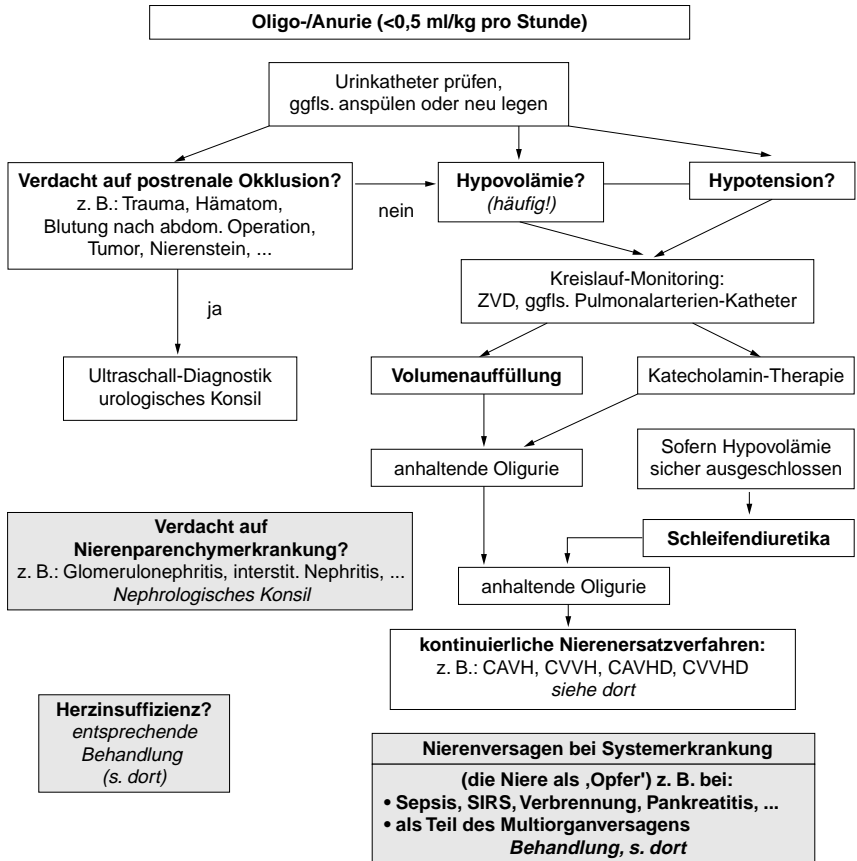 Oligo-/Anurie (<0,5 ml/kg pro Stunde)
Urinkatheter prüfen,
ggfls. anspülen oder neu legen
Verdacht auf postrenale Okklusion?
z. B.: Trauma, Hämatom,
Blutung nach abdom. Operation,
Tumor, Nierenstein, ...
nein
Hypovolämie?
(häufig!)
Hypotension?
Kreislauf-Monitoring:
ZVD, ggfls. Pulmonalarterien-Katheter
ja
Ultraschall-Diagnostik
urologisches Konsil
Volumenauffüllung
Katecholamin-Therapie
anhaltende Oligurie
Sofern Hypovolämie
sicher ausgeschlossen
Schleifendiuretika
Verdacht auf
Nierenparenchymerkrankung?
z. B.: Glomerulonephritis, interstit. Nephritis, ...
Nephrologisches Konsil
anhaltende Oligurie
kontinuierliche Nierenersatzverfahren:
z. B.: CAVH, CVVH, CAVHD, CVVHD
siehe dort
Herzinsuffizienz?
entsprechende
Behandlung
(s. dort)
Nierenversagen bei Systemerkrankung
(die Niere als ‚Opfer') z. B. bei:
• Sepsis, SIRS, Verbrennung, Pankreatitis, ...
• als Teil des Multiorganversagens
Behandlung, s. dort